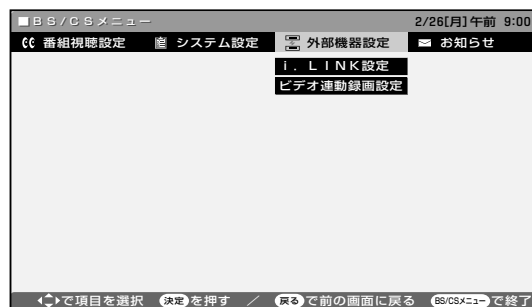 ■BS/CSメニュー 2/26[月]午前 9:00
番組視聴設定 システム設定 外部機器設定 お知らせ
i．LINK設定
ビデオ連動録画設定
で項目を選択 決定を押す ／ 戻るで前の画面に戻る BS/CSメニューで終了